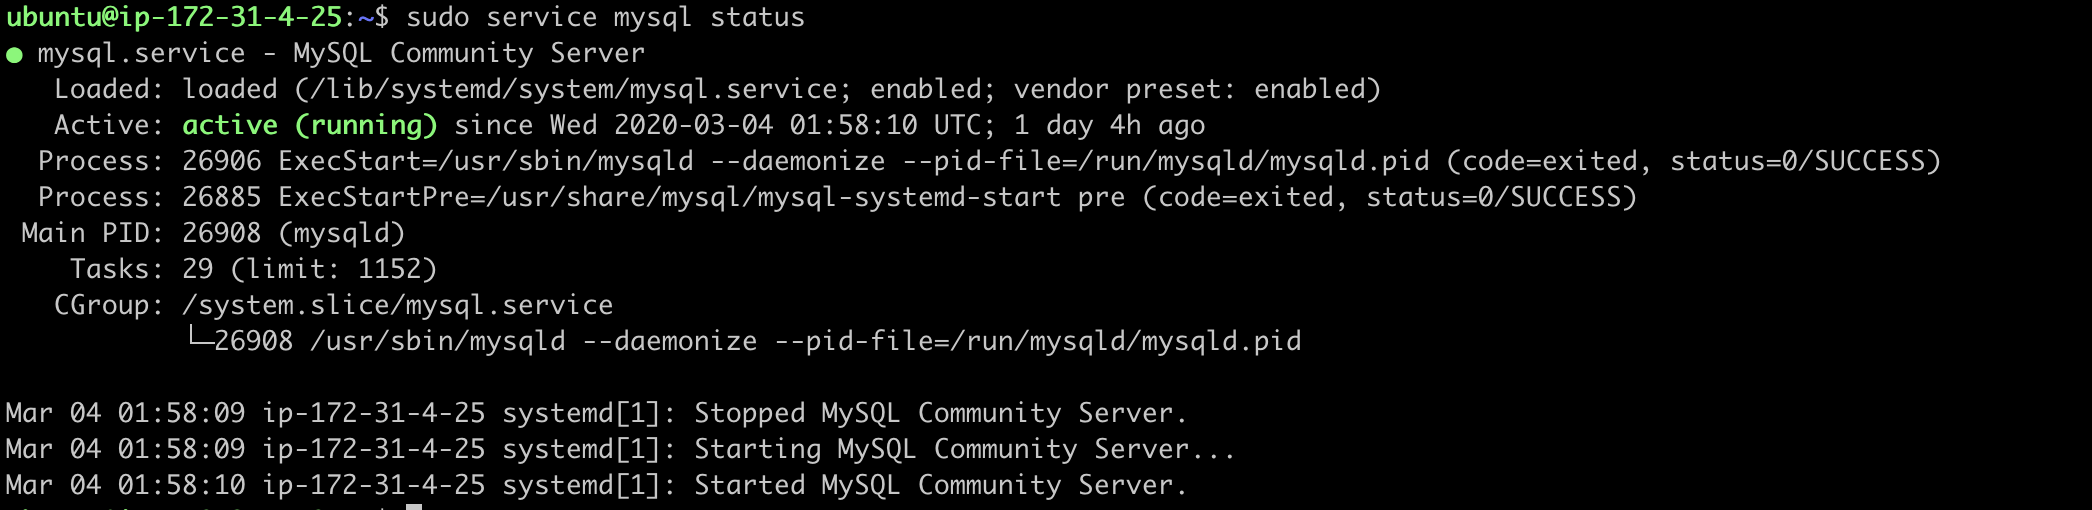 ubuntu@ip-172-31-4-25:~$ sudo service mysql status
● mysql.service - MySQL Community Server
   Loaded: loaded (/lib/systemd/system/mysql.service; enabled; vendor preset: enabled)
   Active: active (running) since Wed 2020-03-04 01:58:10 UTC; 1 day 4h ago
  Process: 26906 ExecStart=/usr/sbin/mysqld --daemonize --pid-file=/run/mysqld/mysqld.pid (code=exited, status=0/SUCCESS)
  Process: 26885 ExecStartPre=/usr/share/mysql/mysql-systemd-start pre (code=exited, status=0/SUCCESS)
 Main PID: 26908 (mysqld)
    Tasks: 29 (limit: 1152)
   CGroup: /system.slice/mysql.service
           └─26908 /usr/sbin/mysqld --daemonize --pid-file=/run/mysqld/mysqld.pid

Mar 04 01:58:09 ip-172-31-4-25 systemd[1]: Stopped MySQL Community Server.
Mar 04 01:58:09 ip-172-31-4-25 systemd[1]: Starting MySQL Community Server...
Mar 04 01:58:10 ip-172-31-4-25 systemd[1]: Started MySQL Community Server.